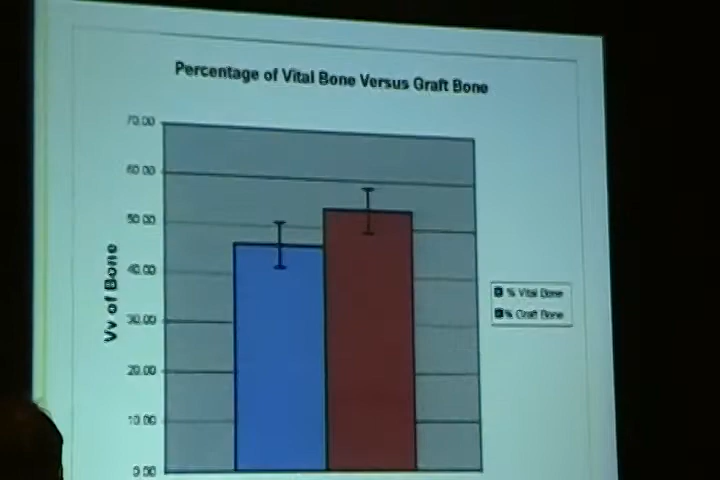 Percentage of Vital Bone Versus Graft Bone
70.00
60.00
50.00
40.00
30.00
20.00
10.00
0.00
Vv of Bone
% Vital Bone
% Graft Bone